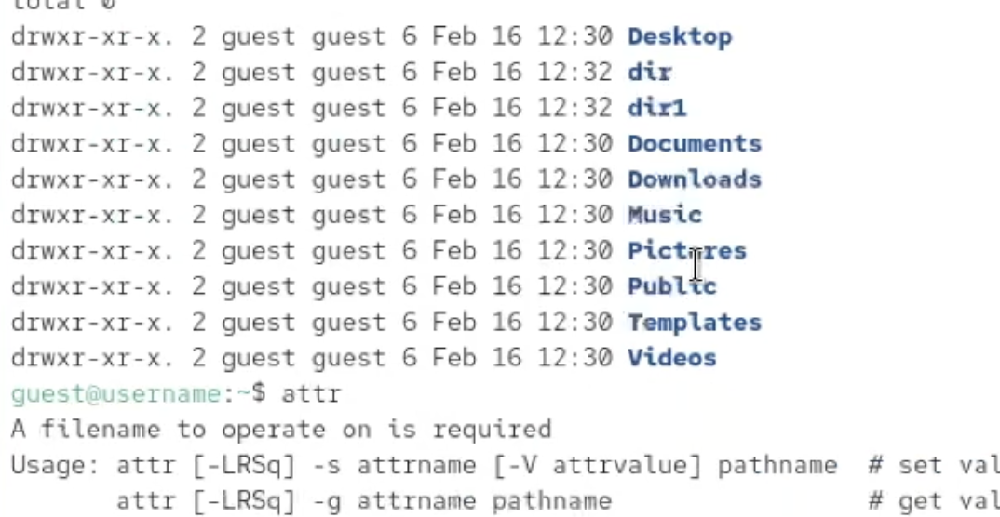 total 0
drwxr-xr-x. 2 guest guest 6 Feb 16 12:30 Desktop
drwxr-xr-x. 2 guest guest 6 Feb 16 12:32 dir
drwxr-xr-x. 2 guest guest 6 Feb 16 12:32 dir1
drwxr-xr-x. 2 guest guest 6 Feb 16 12:30 Documents
drwxr-xr-x. 2 guest guest 6 Feb 16 12:30 Downloads
drwxr-xr-x. 2 guest guest 6 Feb 16 12:30 Music
drwxr-xr-x. 2 guest guest 6 Feb 16 12:30 Pictures
drwxr-xr-x. 2 guest guest 6 Feb 16 12:30 Public
drwxr-xr-x. 2 guest guest 6 Feb 16 12:30 Templates
drwxr-xr-x. 2 guest guest 6 Feb 16 12:30 Videos
guest@username:~$ attr
A filename to operate on is required
Usage: attr [-LRSq] -s attrname [-V attrvalue] pathname # set val
attr [-LRSq] -g attrname pathname # get val